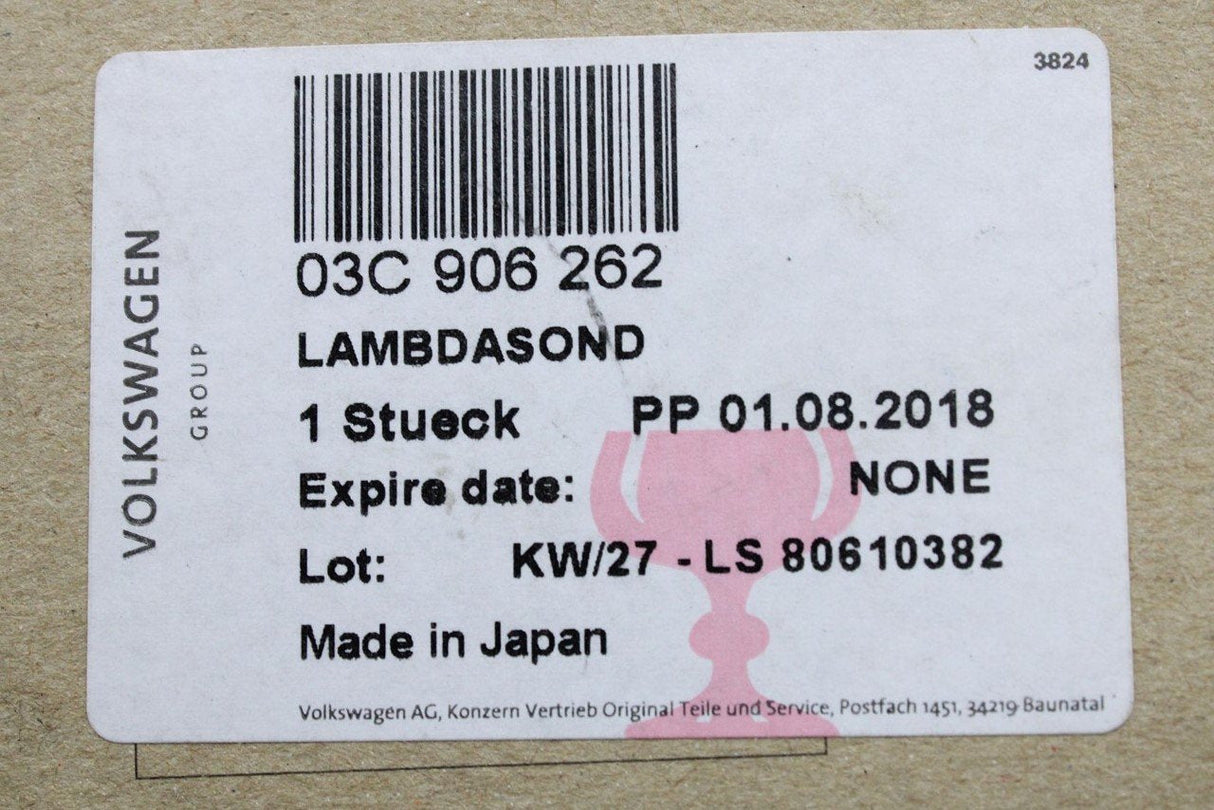 3824
VOLKSWAGEN
GROUP
03C 906 262
LAMBDASOND
1 Stueck PP 01.08.2018
Expire date: NONE
Lot: KW/27 - LS 80610382
Made in Japan
Volkswagen AG, Konzern Vertrieb Original Teile und Service, Postfach 1451, 34219 Baunatal